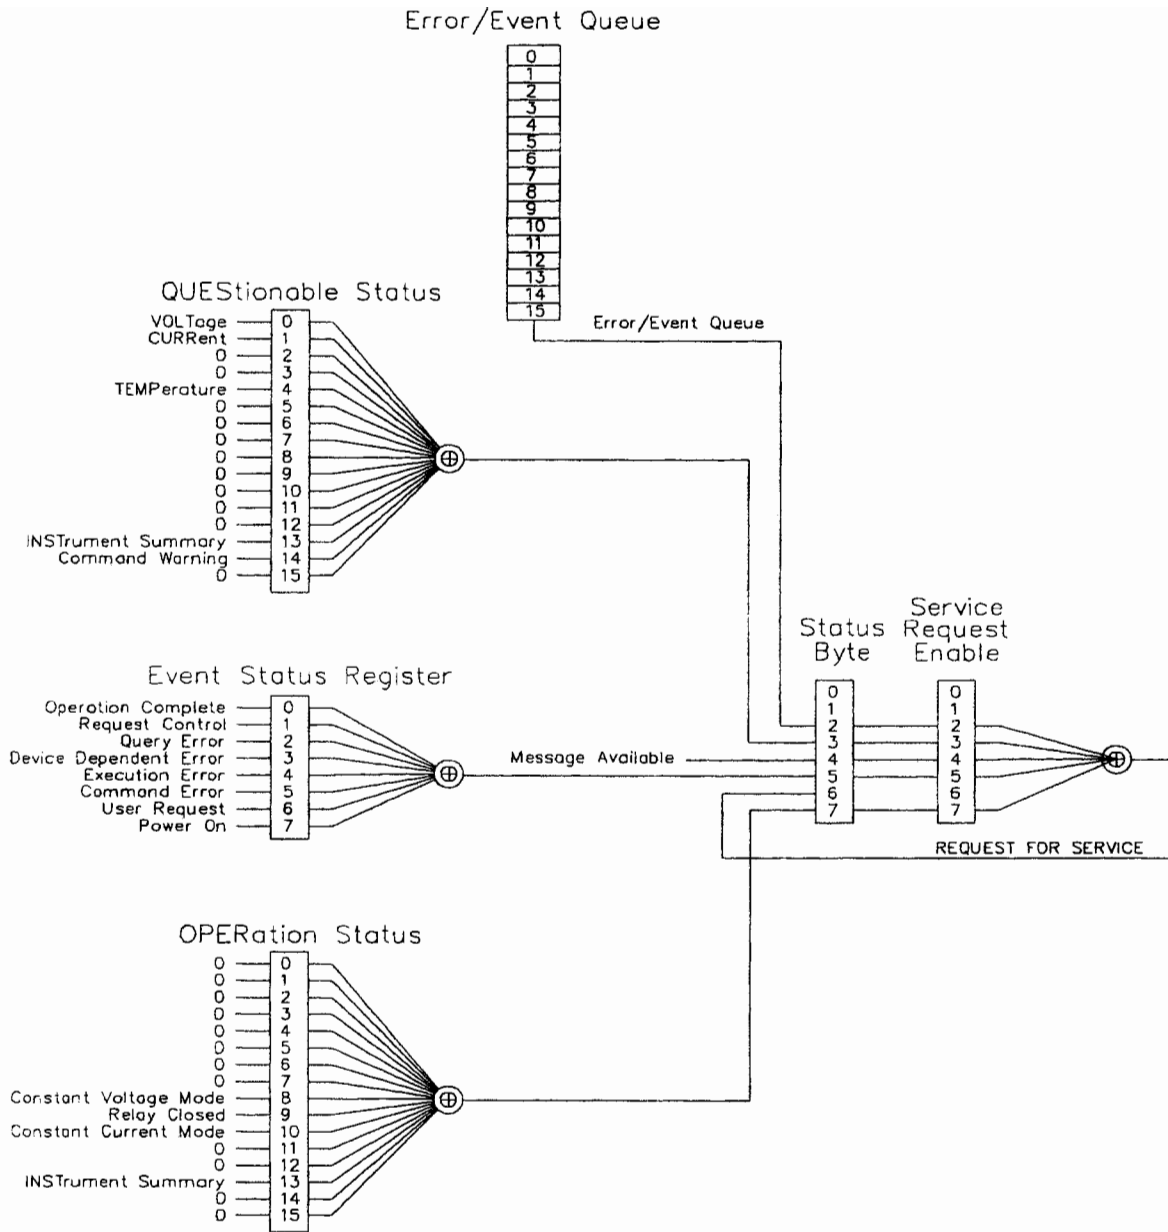 Error/Event Queue
0
1
2
3
4
5
6
7
8
9
10
11
12
13
14
15
Error/Event Queue
QUEStionable Status
VOLTage 0
CURRent 1
0 2
0 3
TEMPerature 4
0 5
0 6
0 7
0 8
0 9
0 10
0 11
0 12
INSTrument Summary 13
Command Warning 14
0 15
Event Status Register
Operation Complete 0
Request Control 1
Query Error 2
Device Dependent Error 3
Execution Error 4
Command Error 5
User Request 6
Power On 7
Message Available
Status
Byte
0
1
2
3
4
5
6
7
Service
Request
Enable
0
1
2
3
4
5
6
7
REQUEST FOR SERVICE
OPERation Status
0 0
0 1
0 2
0 3
0 4
0 5
0 6
0 7
Constant Voltage Mode 8
Relay Closed 9
Constant Current Mode 10
0 11
0 12
INSTrument Summary 13
0 14
0 15